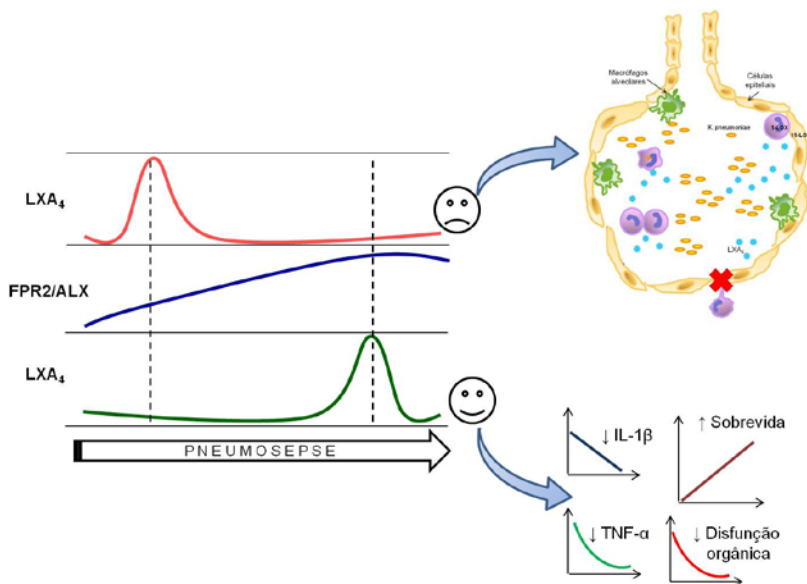 Macrófagos
alveolares
Células
epiteliais
K. pneumoniae
LXA₄
LXA₄
FPR2/ALX
LXA₄
PNEUMOSEPSE
↓ IL-1β
↑ Sobrevida
↓ TNF-α
↓ Disfunção
orgânica